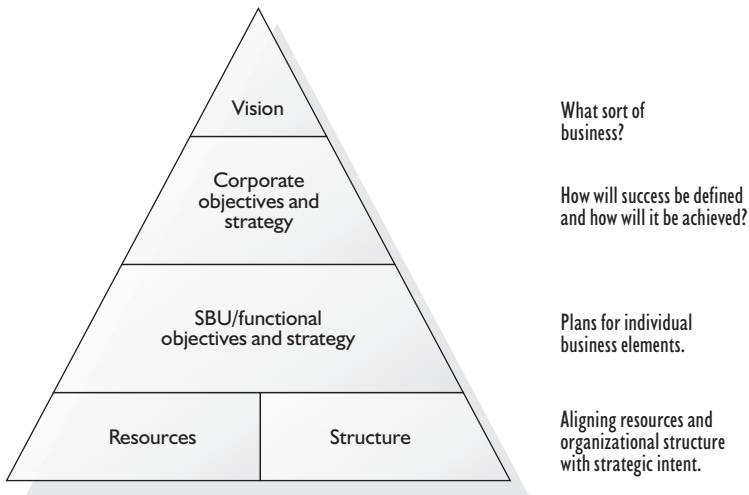 Vision
What sort of
business?
Corporate
objectives and
strategy
How will success be defined
and how will it be achieved?
SBU/functional
objectives and strategy
Plans for individual
business elements.
Resources
Structure
Aligning resources and
organizational structure
with strategic intent.